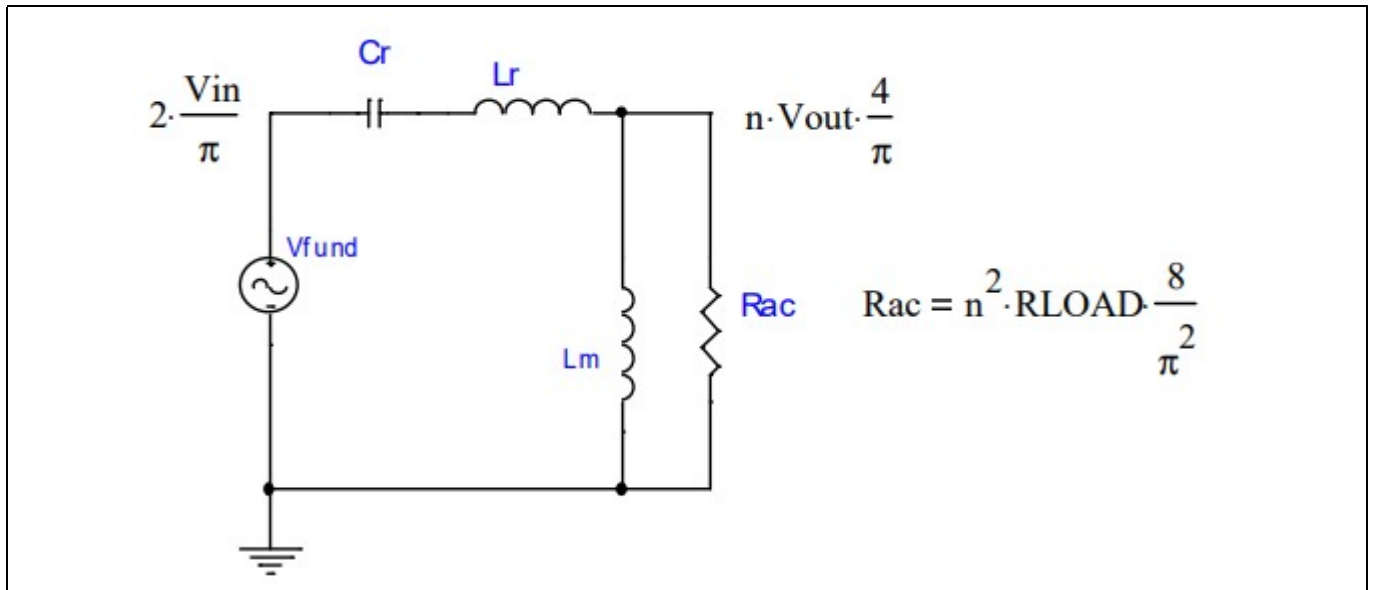 Cr
Lr
2·Vin/π
n·Vout·4/π
Vfund
Lm
Rac
Rac = n²·RLOAD·8/π²